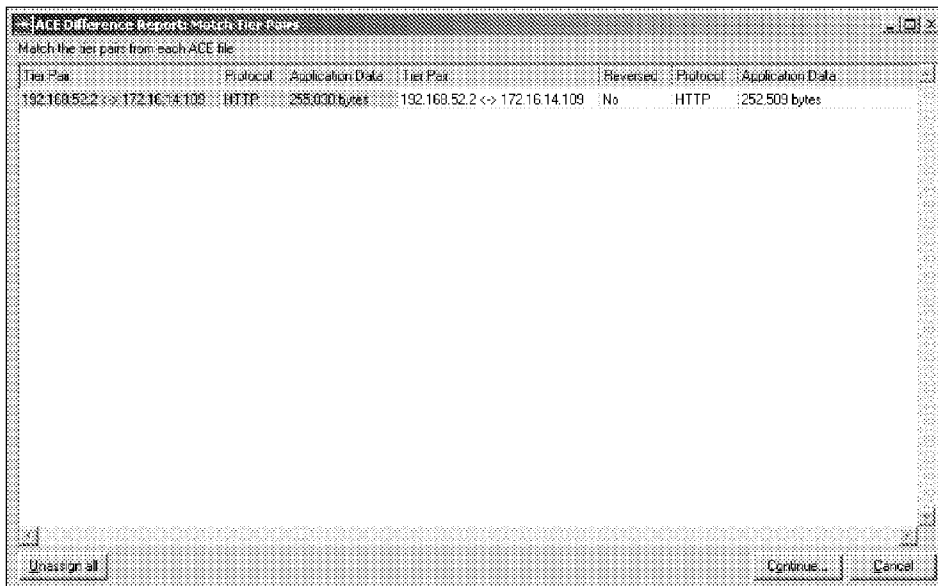 ACE Difference Report: Match Tier Pairs
Match the tier pairs from each ACE file
Tier Pair Protocol Application Data Tier Pair Reversed Protocol Application Data
192.168.52.2 <-> 172.16.14.109 HTTP 255,030 bytes 192.168.52.2 <-> 172.16.14.109 No HTTP 252,509 bytes
Unassign all Continue... Cancel